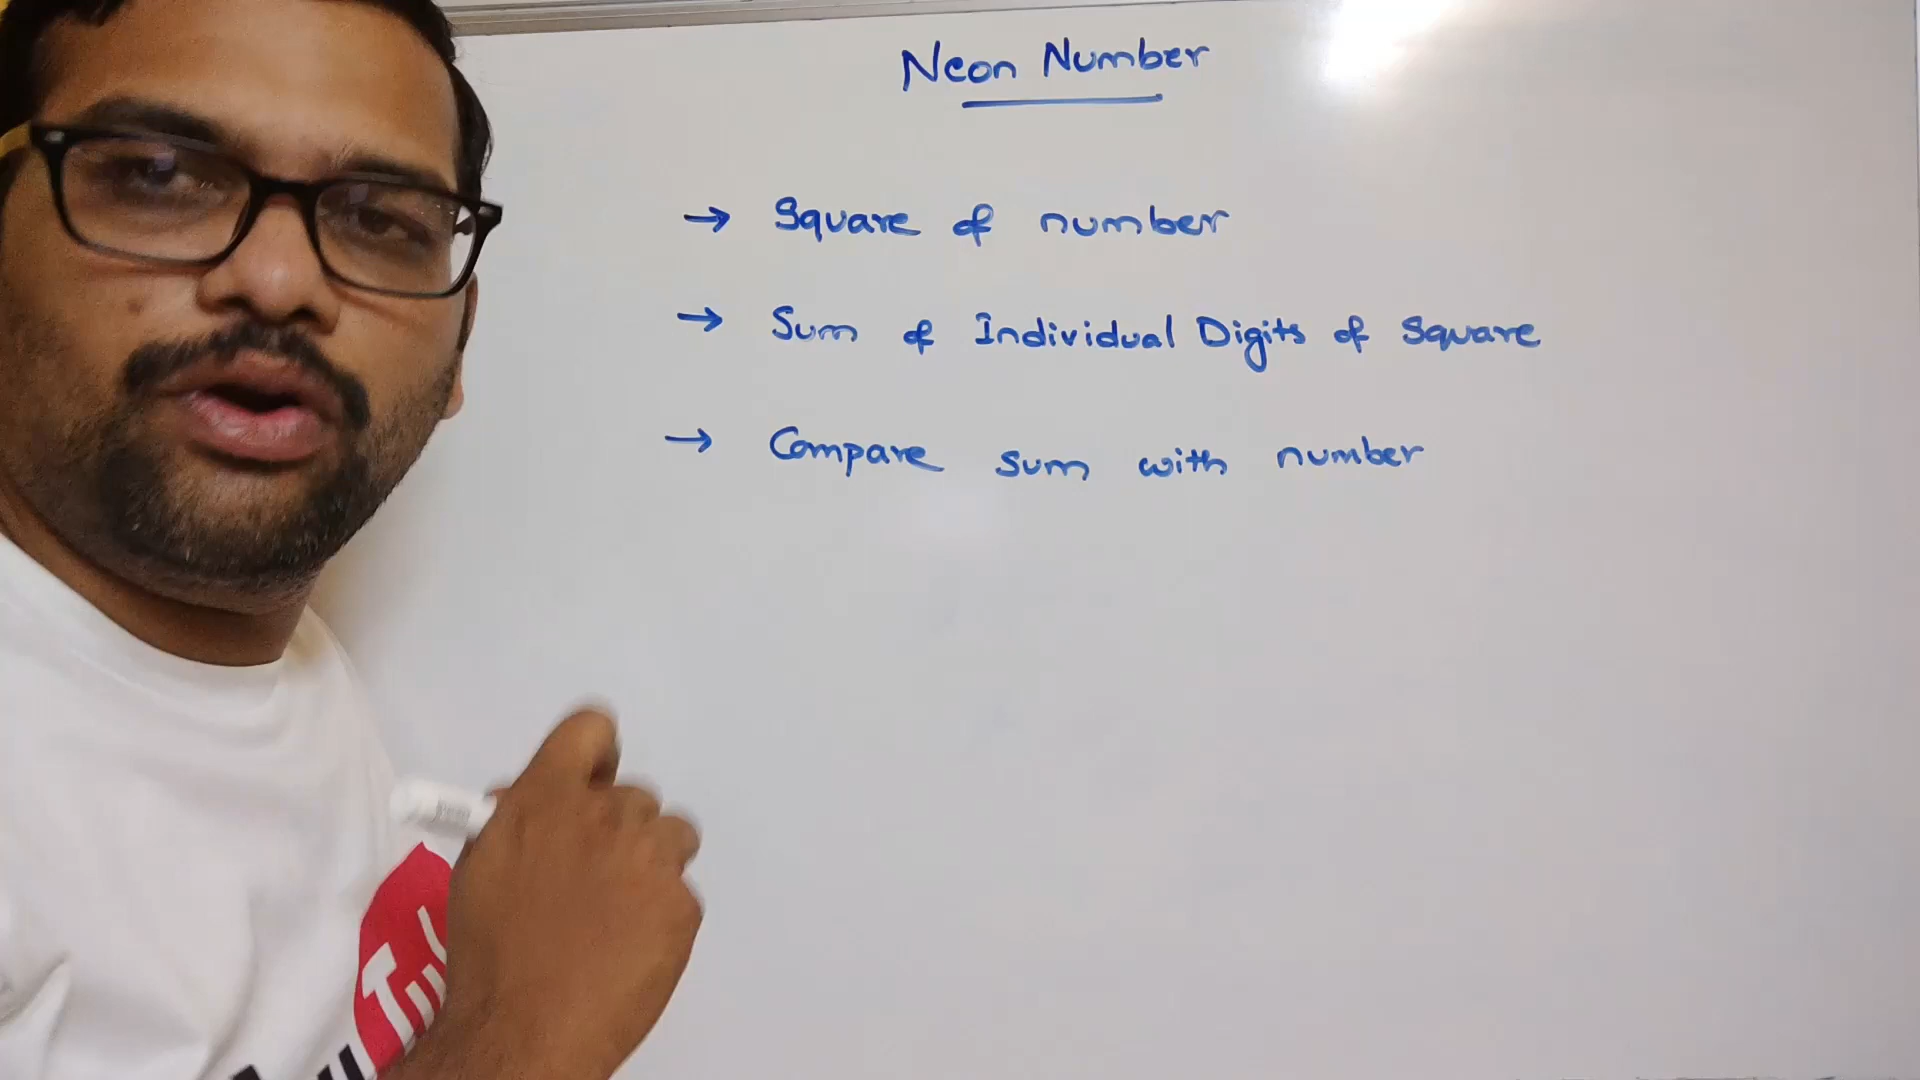 Neon Number
→ Square of number
→ Sum of Individual Digits of Square
→ Compare sum with number